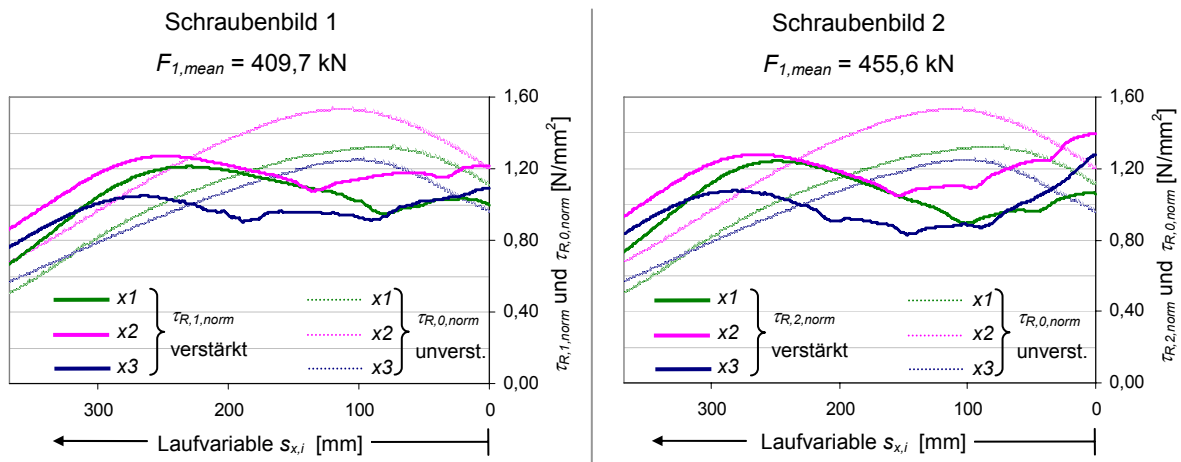 Schraubenbild 1
F1,mean = 409,7 kN
1,60
1,20
0,80
0,40
0,00
τR,1,norm und τR,0,norm [N/mm²]
x1
x2
x3
τR,1,norm
verstärkt
x1
x2
x3
τR,0,norm
unverst.
300
200
100
0
Laufvariable sx,i [mm]
Schraubenbild 2
F1,mean = 455,6 kN
1,60
1,20
0,80
0,40
0,00
τR,2,norm und τR,0,norm [N/mm²]
x1
x2
x3
τR,2,norm
verstärkt
x1
x2
x3
τR,0,norm
unverst.
300
200
100
0
Laufvariable sx,i [mm]